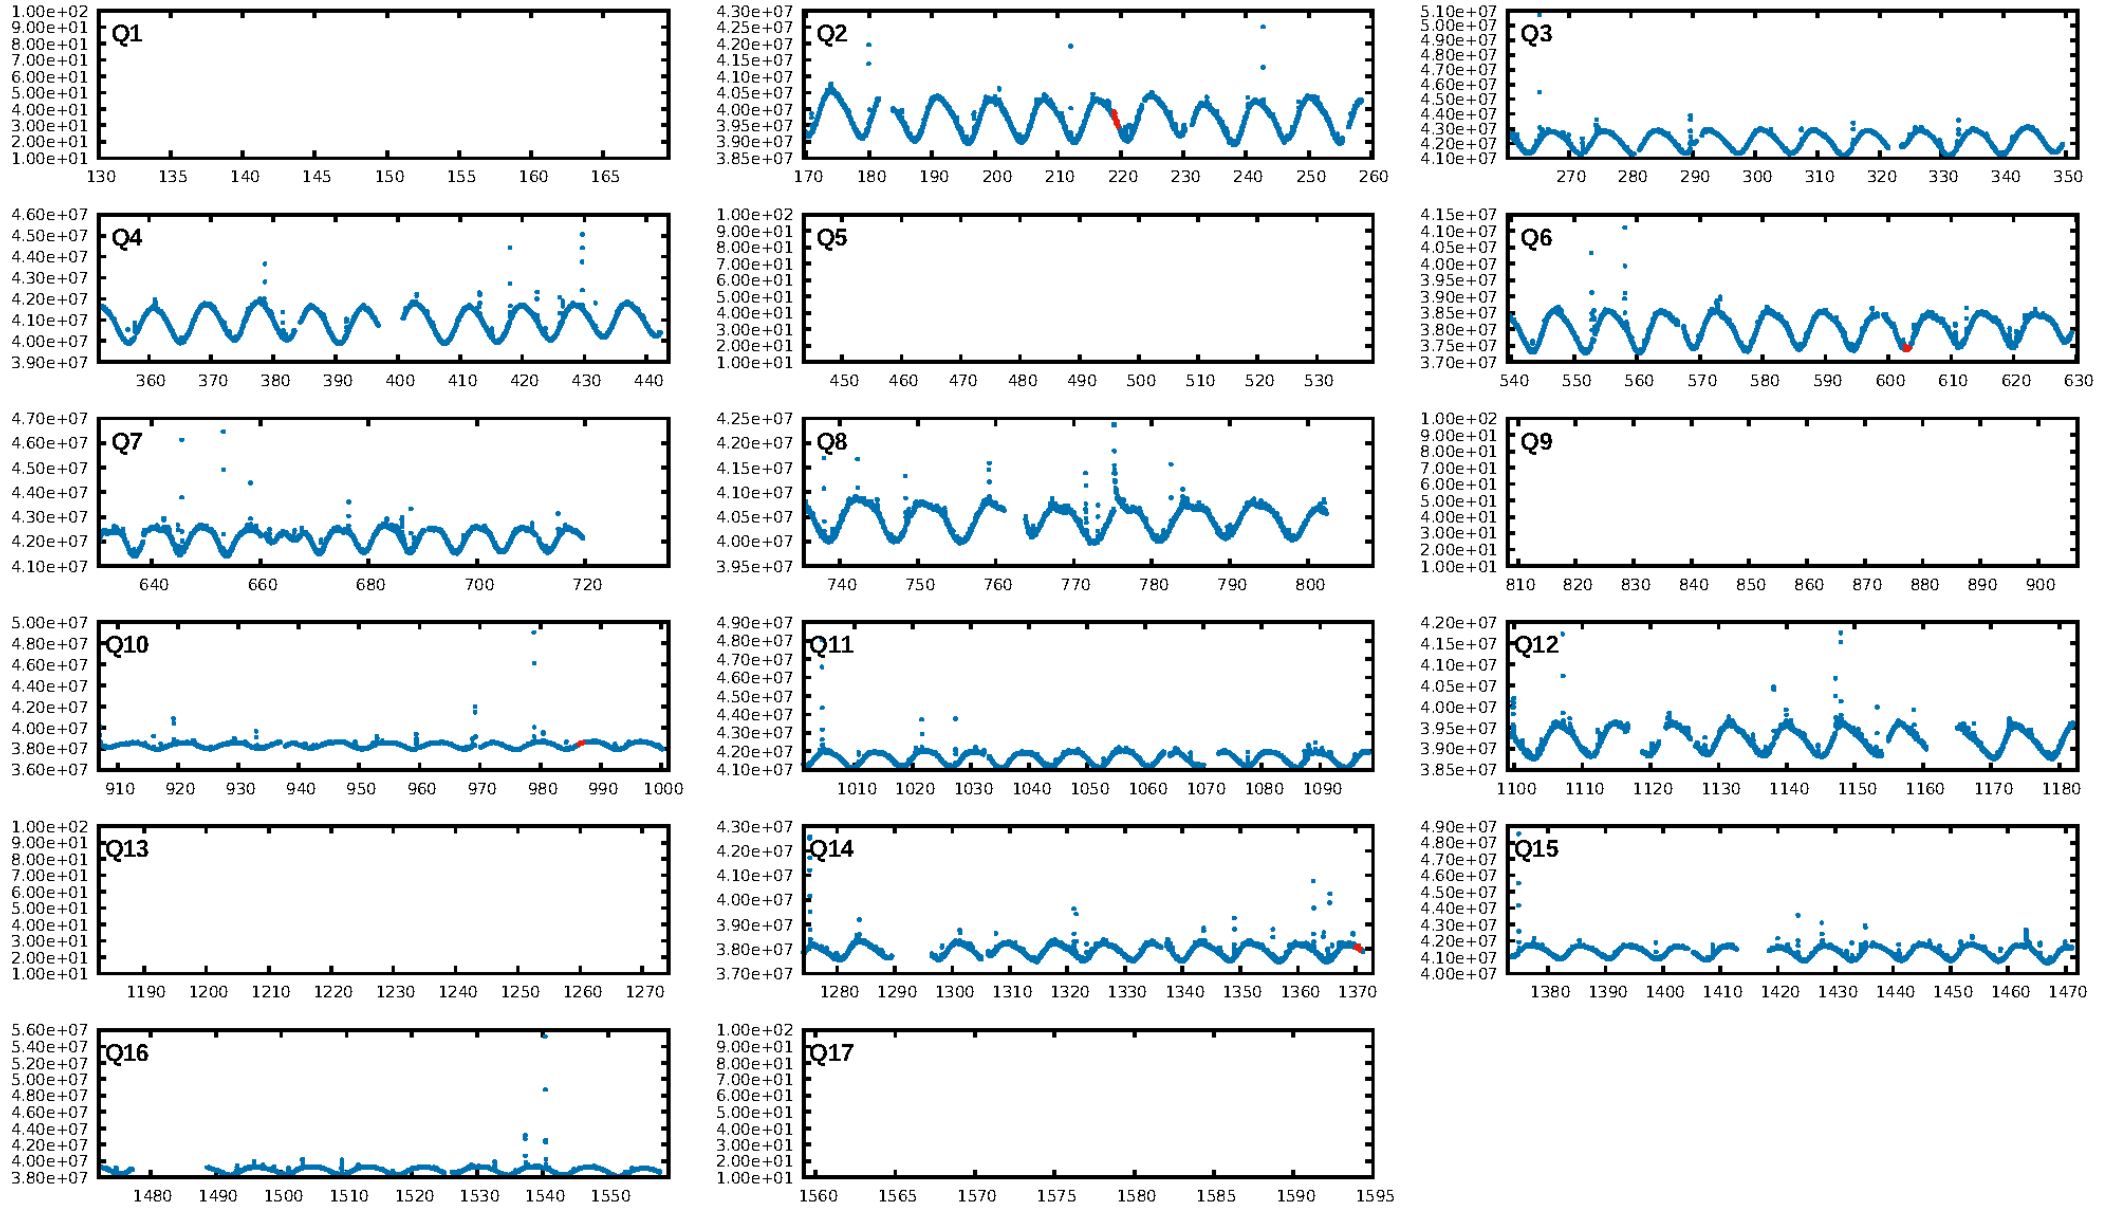 Q1
1.00e+02
9.00e+01
8.00e+01
7.00e+01
6.00e+01
5.00e+01
4.00e+01
3.00e+01
2.00e+01
1.00e+01
130 135 140 145 150 155 160 165
Q2
4.30e+07
4.25e+07
4.20e+07
4.15e+07
4.10e+07
4.05e+07
4.00e+07
3.95e+07
3.90e+07
3.85e+07
170 180 190 200 210 220 230 240 250 260
Q3
5.10e+07
5.00e+07
4.90e+07
4.80e+07
4.70e+07
4.60e+07
4.50e+07
4.40e+07
4.30e+07
4.20e+07
4.10e+07
270 280 290 300 310 320 330 340 350
Q4
4.60e+07
4.50e+07
4.40e+07
4.30e+07
4.20e+07
4.10e+07
4.00e+07
3.90e+07
360 370 380 390 400 410 420 430 440
Q5
1.00e+02
9.00e+01
8.00e+01
7.00e+01
6.00e+01
5.00e+01
4.00e+01
3.00e+01
2.00e+01
1.00e+01
450 460 470 480 490 500 510 520 530
Q6
4.15e+07
4.10e+07
4.05e+07
4.00e+07
3.95e+07
3.90e+07
3.85e+07
3.80e+07
3.75e+07
3.70e+07
540 550 560 570 580 590 600 610 620 630
Q7
4.70e+07
4.60e+07
4.50e+07
4.40e+07
4.30e+07
4.20e+07
4.10e+07
640 660 680 700 720
Q8
4.25e+07
4.20e+07
4.15e+07
4.10e+07
4.05e+07
4.00e+07
3.95e+07
740 750 760 770 780 790 800
Q9
1.00e+02
9.00e+01
8.00e+01
7.00e+01
6.00e+01
5.00e+01
4.00e+01
3.00e+01
2.00e+01
1.00e+01
810 820 830 840 850 860 870 880 890 900
Q10
5.00e+07
4.80e+07
4.60e+07
4.40e+07
4.20e+07
4.00e+07
3.80e+07
3.60e+07
910 920 930 940 950 960 970 980 990 1000
Q11
4.90e+07
4.80e+07
4.70e+07
4.60e+07
4.50e+07
4.40e+07
4.30e+07
4.20e+07
4.10e+07
1010 1020 1030 1040 1050 1060 1070 1080 1090
Q12
4.20e+07
4.15e+07
4.10e+07
4.05e+07
4.00e+07
3.95e+07
3.90e+07
3.85e+07
1100 1110 1120 1130 1140 1150 1160 1170 1180
Q13
1.00e+02
9.00e+01
8.00e+01
7.00e+01
6.00e+01
5.00e+01
4.00e+01
3.00e+01
2.00e+01
1.00e+01
1190 1200 1210 1220 1230 1240 1250 1260 1270
Q14
4.30e+07
4.20e+07
4.10e+07
4.00e+07
3.90e+07
3.80e+07
3.70e+07
1280 1290 1300 1310 1320 1330 1340 1350 1360 1370
Q15
4.90e+07
4.80e+07
4.70e+07
4.60e+07
4.50e+07
4.40e+07
4.30e+07
4.20e+07
4.10e+07
4.00e+07
1380 1390 1400 1410 1420 1430 1440 1450 1460 1470
Q16
5.60e+07
5.40e+07
5.20e+07
5.00e+07
4.80e+07
4.60e+07
4.40e+07
4.20e+07
4.00e+07
3.80e+07
1480 1490 1500 1510 1520 1530 1540 1550
Q17
1.00e+02
9.00e+01
8.00e+01
7.00e+01
6.00e+01
5.00e+01
4.00e+01
3.00e+01
2.00e+01
1.00e+01
1560 1565 1570 1575 1580 1585 1590 1595